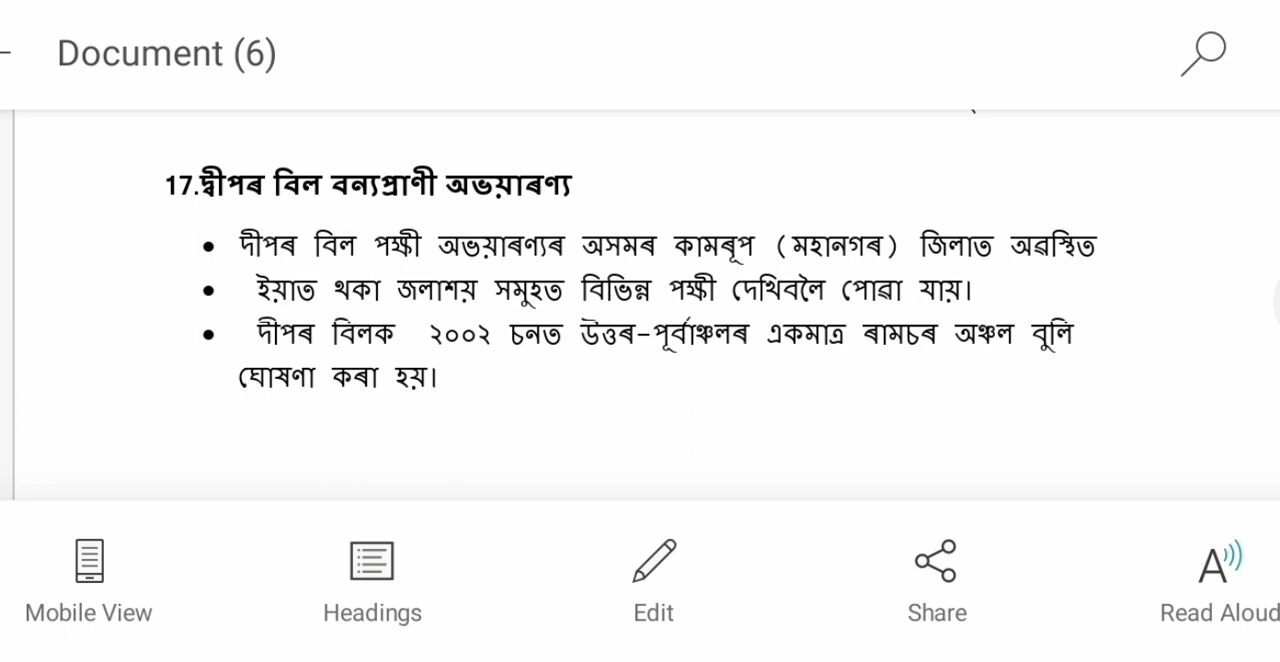 Document (6)
17.দ্বীপৰ বিল বন্যপ্ৰাণী অভয়াৰণ্য
• দীপৰ বিল পক্ষী অভয়াৰণ্যৰ অসমৰ কামৰূপ (মহানগৰ) জিলাত অৱস্থিত
• ইয়াত থকা জলাশয় সমুহত বিভিন্ন পক্ষী দেখিবলৈ পোৱা যায়।
• দীপৰ বিলক ২০০২ চনত উত্তৰ-পূৰ্বাঞ্চলৰ একমাত্ৰ ৰামচৰ অঞ্চল বুলি
ঘোষণা কৰা হয়।
Mobile View Headings Edit Share Read Aloud